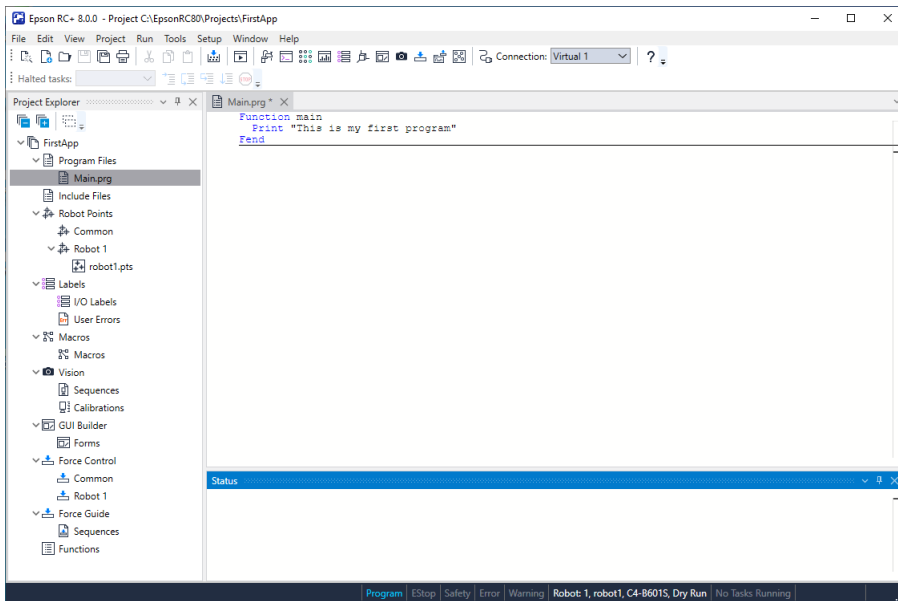 Epson RC+ 8.0.0 - Project C:\EpsonRC80\Projects\FirstApp
File Edit View Project Run Tools Setup Window Help
Connection: Virtual 1
?
Halted tasks:
Project Explorer
Main.prg *
Function main
Print "This is my first program"
Fend
FirstApp
Program Files
Main.prg
Include Files
Robot Points
Common
Robot 1
robot1.pts
Labels
I/O Labels
User Errors
Macros
Macros
Vision
Sequences
Calibrations
GUI Builder
Forms
Force Control
Common
Robot 1
Force Guide
Sequences
Functions
Status
Program EStop Safety Error Warning Robot: 1, robot1, C4-B601S, Dry Run No Tasks Running